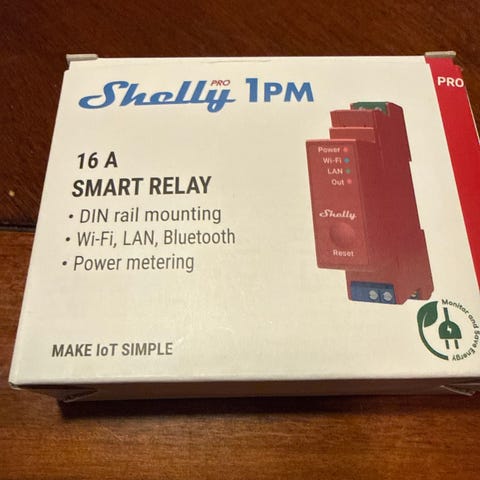 Shelly PRO 1PM
PRO
16 A
SMART RELAY
• DIN rail mounting
• Wi-Fi, LAN, Bluetooth
• Power metering
Power
Wi-Fi
LAN
Out
Shelly
Reset
MAKE IoT SIMPLE
Monitor and Save Energy